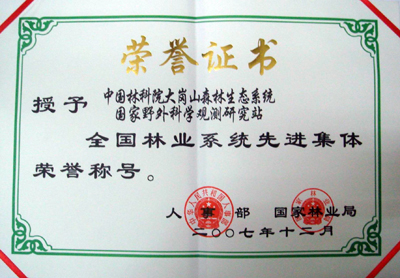 荣誉证书
授予 中国林科院大岗山森林生态系统
国家野外科学观测研究站
全国林业系统先进集体
荣誉称号。
人事部 国家林业局
二〇〇七年十二月